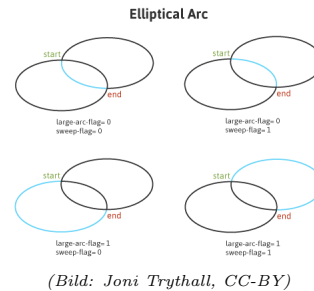 Elliptical Arc
start
end
large-arc-flag= 0
sweep-flag= 0
start
end
large-arc-flag= 0
sweep-flag= 1
start
end
large-arc-flag= 1
sweep-flag= 0
start
end
large-arc-flag= 1
sweep-flag= 1
(Bild: Joni Trythall, CC-BY)